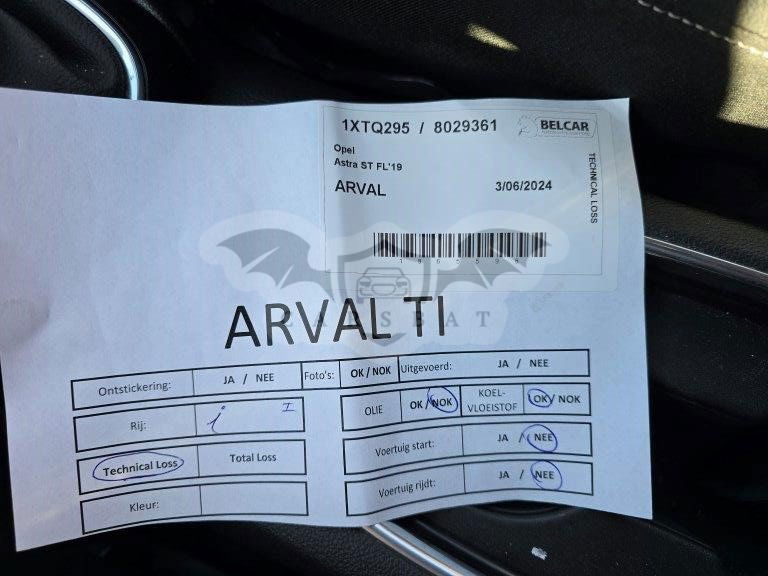 1XTQ295 / 8029361
BELCAR
Opel
Astra ST FL'19
ARVAL 3/06/2024
TECHNICAL LOSS
CARSBAT
ARVAL TI
Ontstickering: JA / NEE Foto's: OK / NOK Uitgevoerd: JA / NEE
Rij: i I OLIE OK / NOK KOEL-
VLOEISTOF OK / NOK
Technical Loss Total Loss Voertuig start: JA / NEE
Kleur: Voertuig rijdt: JA / NEE